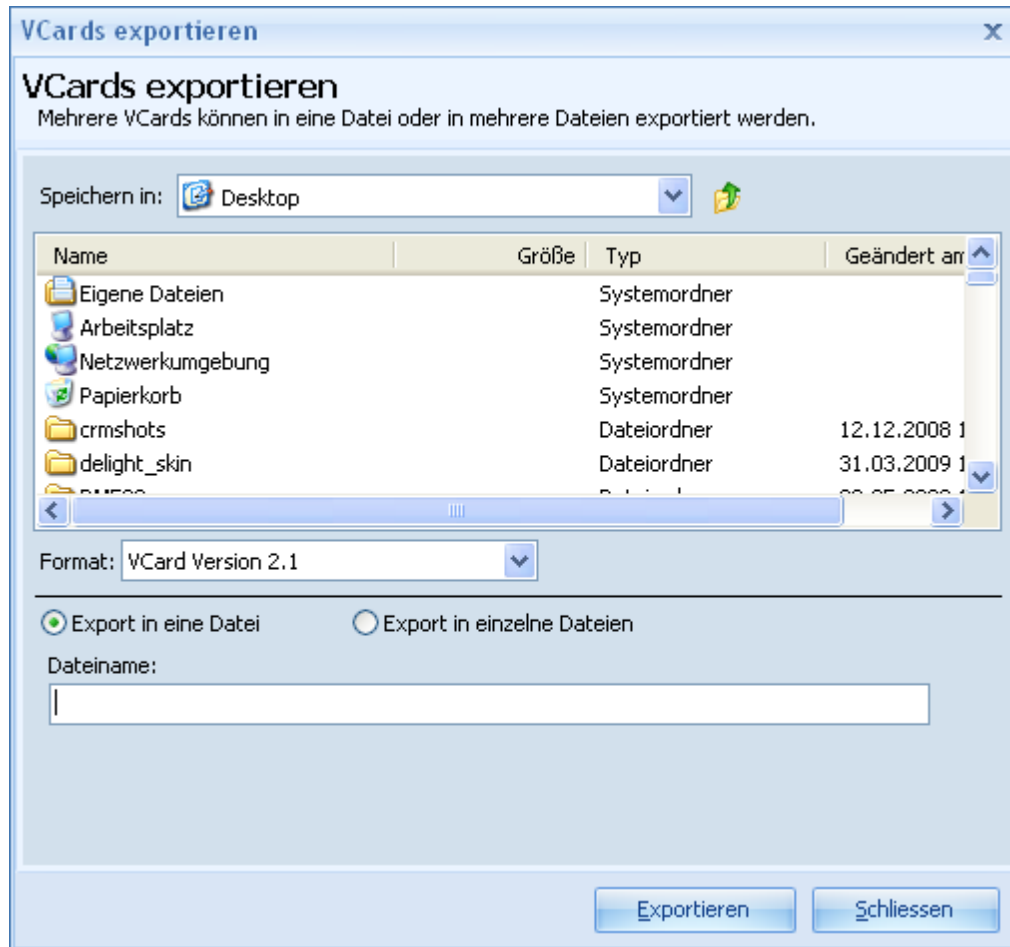 VCards exportieren
VCards exportieren
Mehrere VCards können in eine Datei oder in mehrere Dateien exportiert werden.
Speichern in: Desktop
Name Größe Typ Geändert am
Eigene Dateien Systemordner
Arbeitsplatz Systemordner
Netzwerkumgebung Systemordner
Papierkorb Systemordner
crmshots Dateiordner 12.12.2008 1
delight_skin Dateiordner 31.03.2009 1
Format: VCard Version 2.1
Export in eine Datei Export in einzelne Dateien
Dateiname:
Exportieren Schliessen